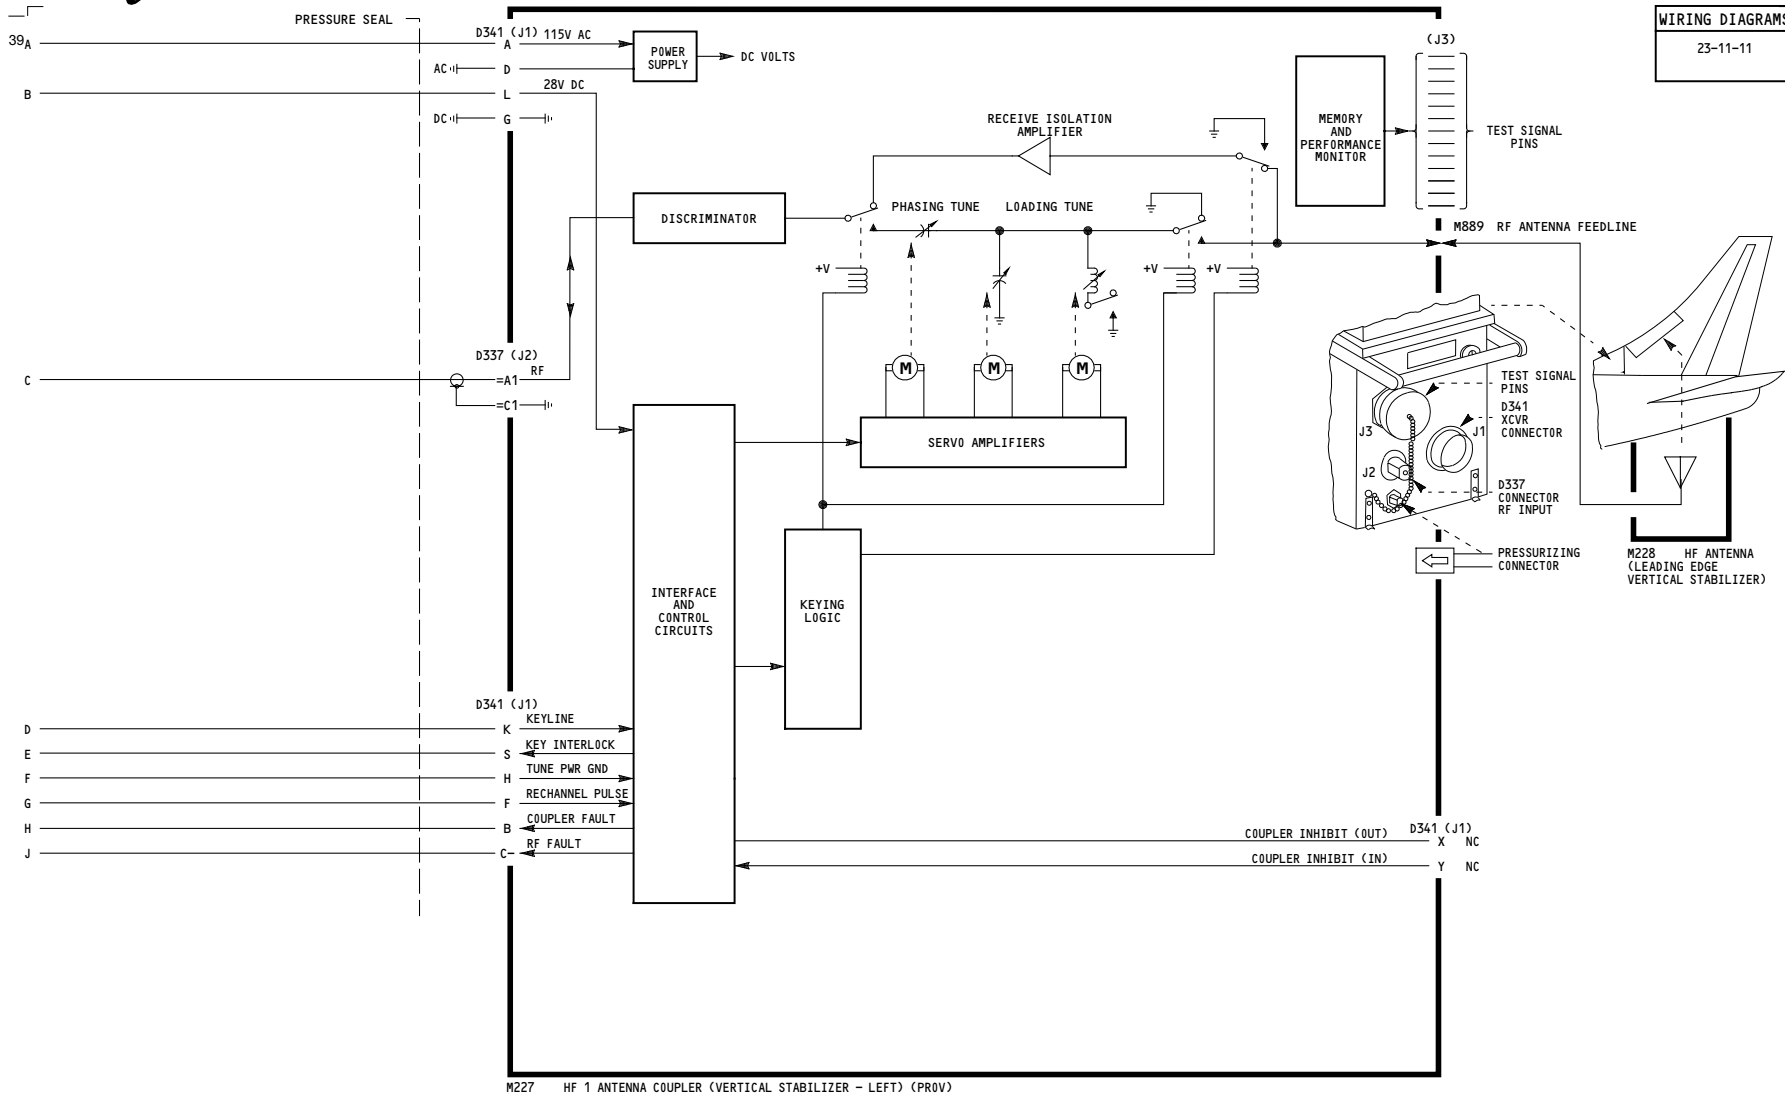 PRESSURE SEAL
WIRING DIAGRAMS
23-11-11
39A
D341 (J1)
A
115V AC
POWER
SUPPLY
DC VOLTS
AC
D
B
L
28V DC
DC
G
RECEIVE ISOLATION
AMPLIFIER
MEMORY
AND
PERFORMANCE
MONITOR
(J3)
TEST SIGNAL
PINS
DISCRIMINATOR
PHASING TUNE
LOADING TUNE
M889 RF ANTENNA FEEDLINE
+V
+V
+V
D337 (J2)
C
=A1
RF
=C1
M
M
M
SERVO AMPLIFIERS
TEST SIGNAL
PINS
D341
XCVR
CONNECTOR
J3
J1
J2
D337
CONNECTOR
RF INPUT
PRESSURIZING
CONNECTOR
M228 HF ANTENNA
(LEADING EDGE
VERTICAL STABILIZER)
INTERFACE
AND
CONTROL
CIRCUITS
KEYING
LOGIC
D341 (J1)
D
K
KEYLINE
E
S
KEY INTERLOCK
F
H
TUNE PWR GND
G
F
RECHANNEL PULSE
H
B
COUPLER FAULT
J
C-
RF FAULT
COUPLER INHIBIT (OUT)
D341 (J1)
X NC
COUPLER INHIBIT (IN)
Y NC
M227 HF 1 ANTENNA COUPLER (VERTICAL STABILIZER - LEFT) (PROV)